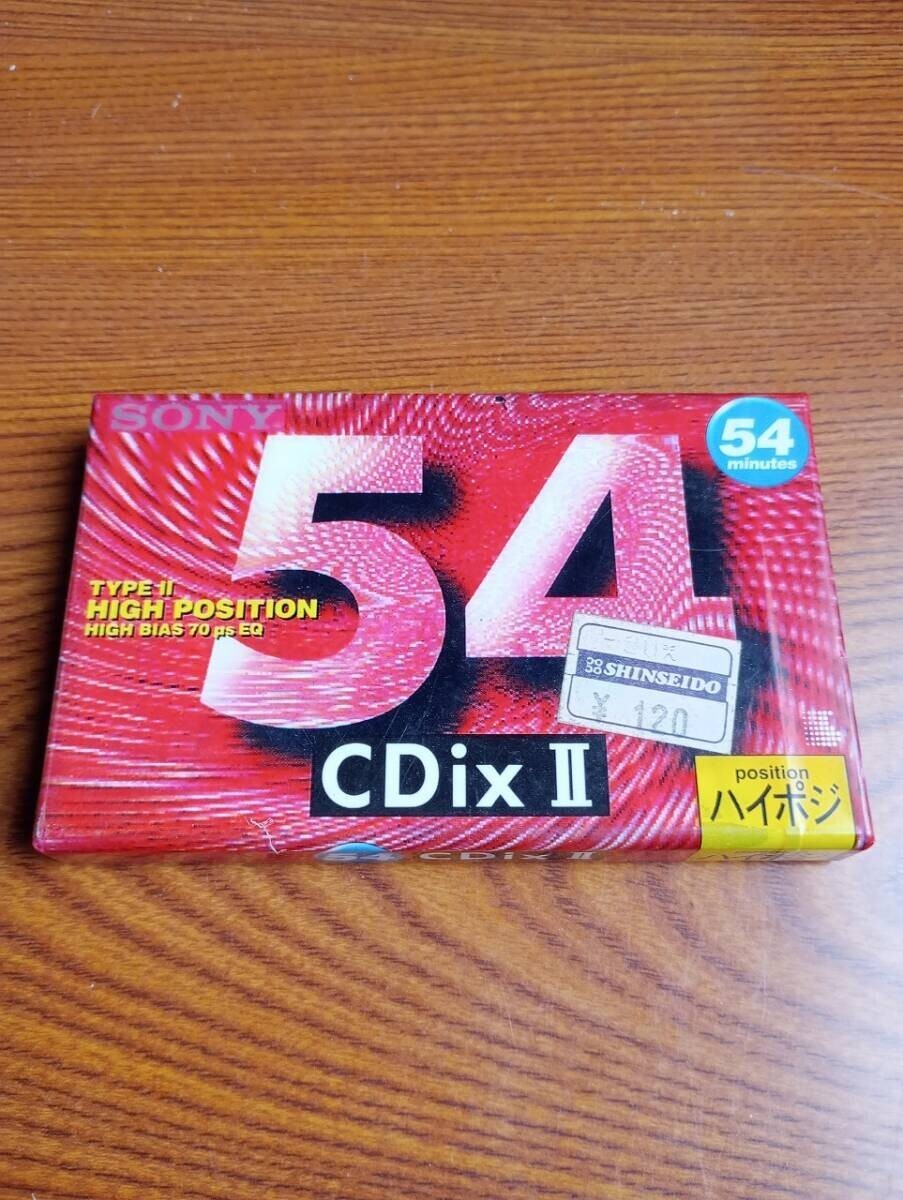 SONY
54
54
minutes
TYPE II
HIGH POSITION
HIGH BIAS 70 μs EQ
SHINSEIDO
¥ 120
CDix II
position
ハイポジ
54 CDix II